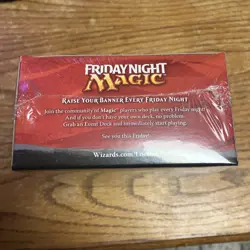 FRIDAY NIGHT
MAGIC
RAISE YOUR BANNER EVERY FRIDAY NIGHT
Join the community of Magic® players who play every Friday night!
And if you don't have your own deck, no problem.
Grab an Event Deck and immediately start playing.
See you this Friday!
Wizards.com/